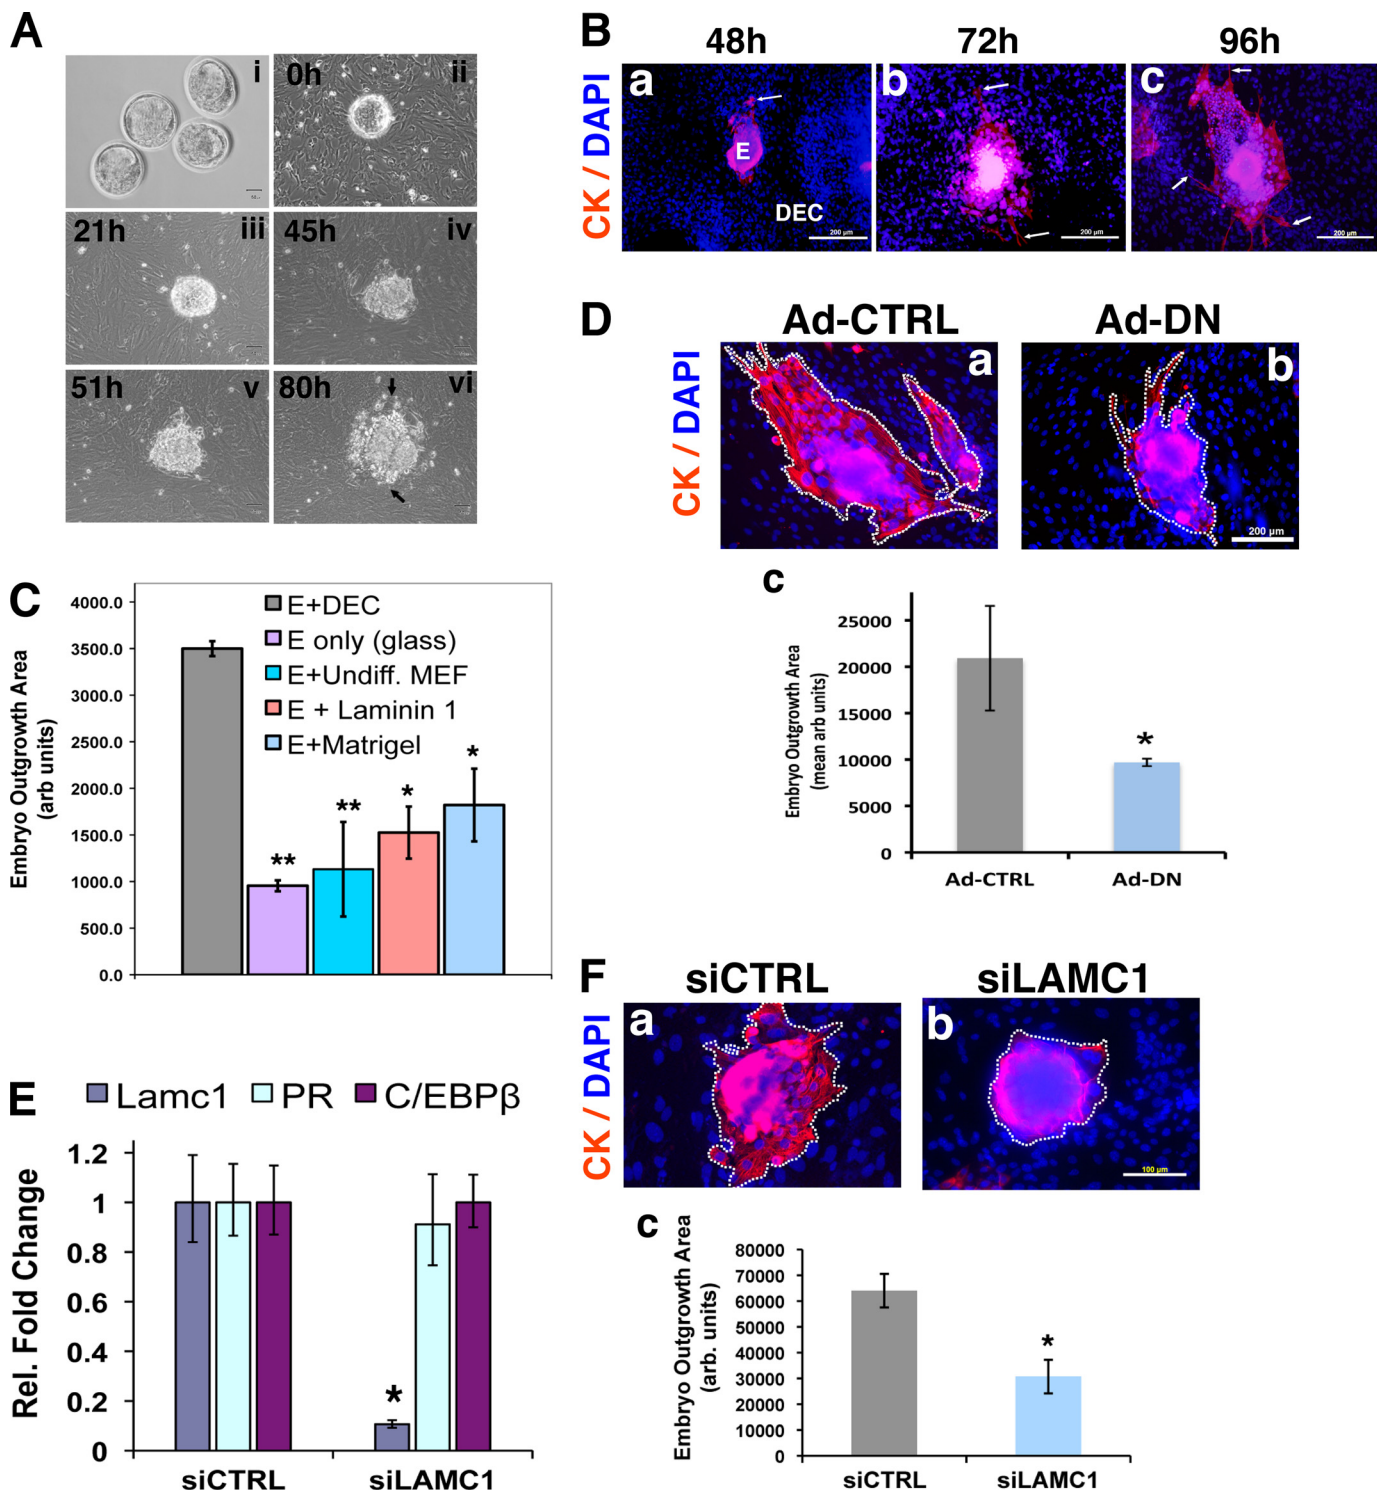 A
i
0h
ii
21h
iii
45h
iv
51h
v
80h
vi
B
48h
72h
96h
CK / DAPI
a
E
DEC
200 µm
b
200 µm
c
200 µm
C
Embryo Outgrowth Area
(arb units)
4000.0
3500.0
3000.0
2500.0
2000.0
1500.0
1000.0
500.0
0.0
E+DEC
E only (glass)
E+Undiff. MEF
E + Laminin 1
E+Matrigel
**
**
*
*
D
Ad-CTRL
Ad-DN
CK / DAPI
a
b
200 µm
c
Embryo Outgrowth Area
(mean arb units)
25000
20000
15000
10000
5000
0
*
Ad-CTRL
Ad-DN
E
Lamc1
PR
C/EBPβ
Rel. Fold Change
1.2
1
0.8
0.6
0.4
0.2
0
*
siCTRL
siLAMC1
F
siCTRL
siLAMC1
CK / DAPI
a
b
100 µm
c
Embryo Outgrowth Area
(arb. units)
80000
70000
60000
50000
40000
30000
20000
10000
0
*
siCTRL
siLAMC1